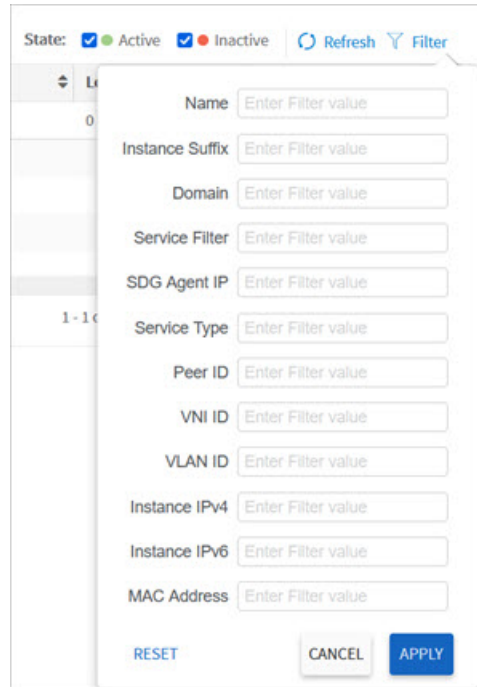 State: Active Inactive Refresh Filter
L
0
1 - 1 o
Name Enter Filter value
Instance Suffix Enter Filter value
Domain Enter Filter value
Service Filter Enter Filter value
SDG Agent IP Enter Filter value
Service Type Enter Filter value
Peer ID Enter Filter value
VNI ID Enter Filter value
VLAN ID Enter Filter value
Instance IPv4 Enter Filter value
Instance IPv6 Enter Filter value
MAC Address Enter Filter value
RESET CANCEL APPLY